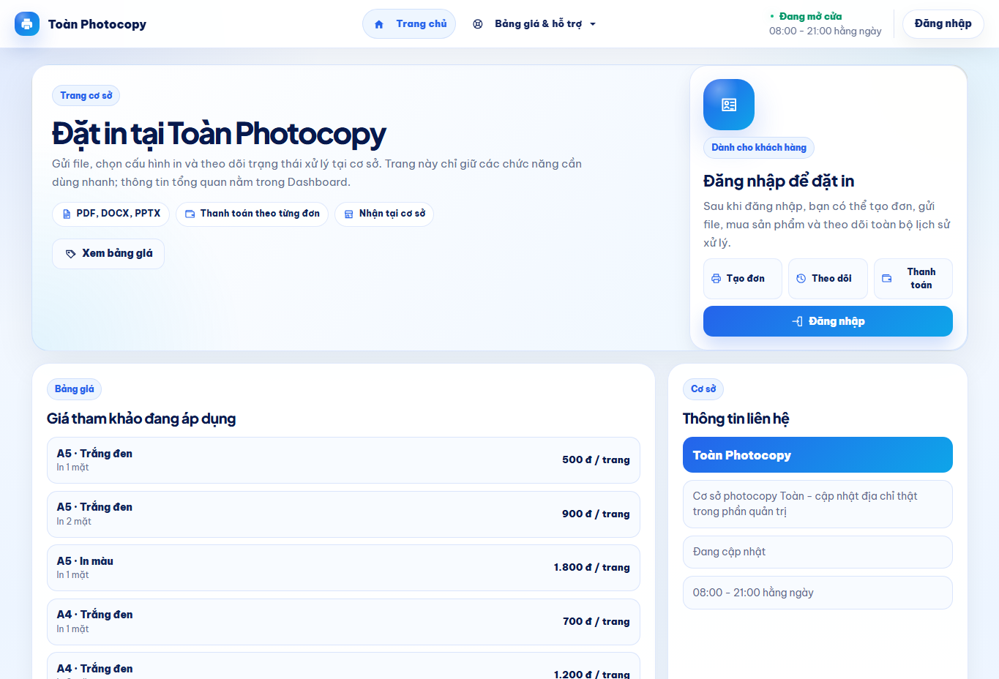 Toàn Photocopy
Trang chủ
Bảng giá & hỗ trợ
Đang mở cửa
08:00 - 21:00 hằng ngày
Đăng nhập
Trang cơ sở
Đặt in tại Toàn Photocopy
Gửi file, chọn cấu hình in và theo dõi trạng thái xử lý tại cơ sở. Trang này chỉ giữ các chức năng cần
dùng nhanh; thông tin tổng quan nằm trong Dashboard.
PDF, DOCX, PPTX
Thanh toán theo từng đơn
Nhận tại cơ sở
Xem bảng giá
Dành cho khách hàng
Đăng nhập để đặt in
Sau khi đăng nhập, bạn có thể tạo đơn, gửi
file, mua sản phẩm và theo dõi toàn bộ lịch sử
xử lý.
Tạo đơn
Theo dõi
Thanh
toán
Đăng nhập
Bảng giá
Giá tham khảo đang áp dụng
A5 · Trắng đen
In 1 mặt
500 đ / trang
A5 · Trắng đen
In 2 mặt
900 đ / trang
A5 · In màu
In 1 mặt
1.800 đ / trang
A4 · Trắng đen
In 1 mặt
700 đ / trang
A4 · Trắng đen
1.200 đ / trang
Cơ sở
Thông tin liên hệ
Toàn Photocopy
Cơ sở photocopy Toàn - cập nhật địa chỉ thật
trong phần quản trị
Đang cập nhật
08:00 - 21:00 hằng ngày